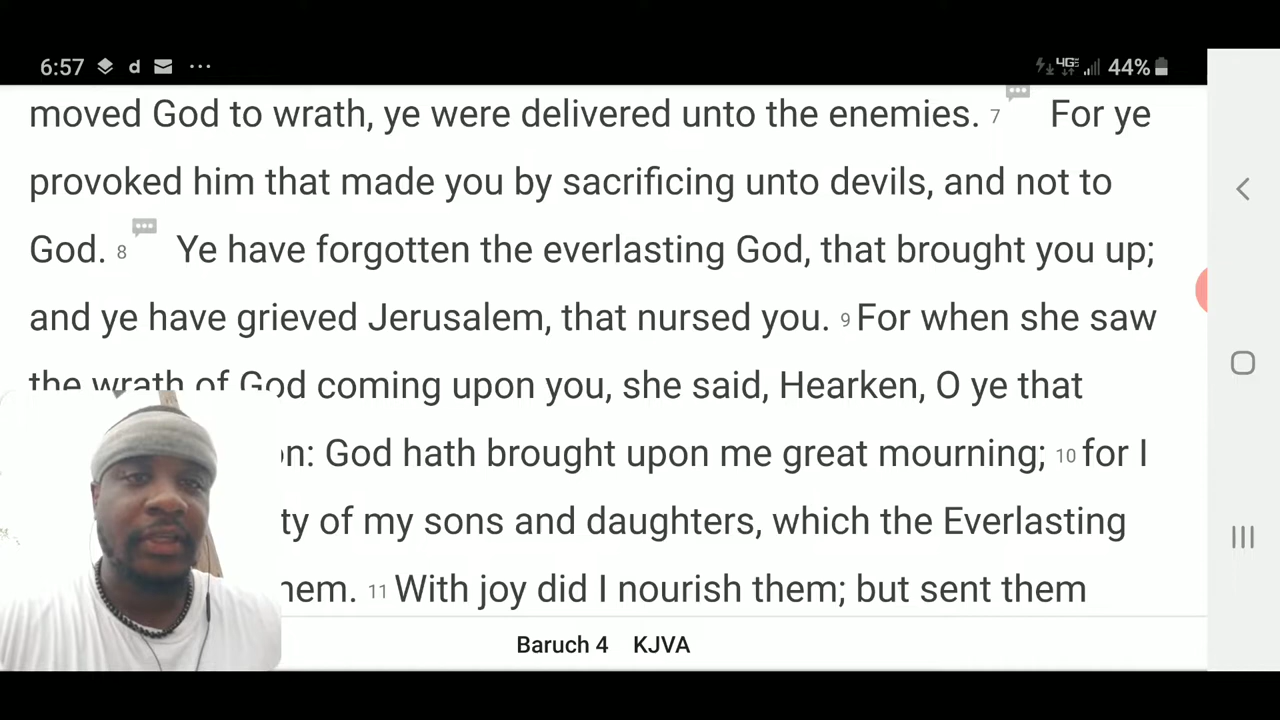 6:57 d ... 4GE 44%
moved God to wrath, ye were delivered unto the enemies. 7 For ye
provoked him that made you by sacrificing unto devils, and not to
God. 8 Ye have forgotten the everlasting God, that brought you up;
and ye have grieved Jerusalem, that nursed you. 9 For when she saw
the wrath of God coming upon you, she said, Hearken, O ye that
on: God hath brought upon me great mourning; 10 for I
ty of my sons and daughters, which the Everlasting
hem. 11 With joy did I nourish them; but sent them
Baruch 4 KJVA